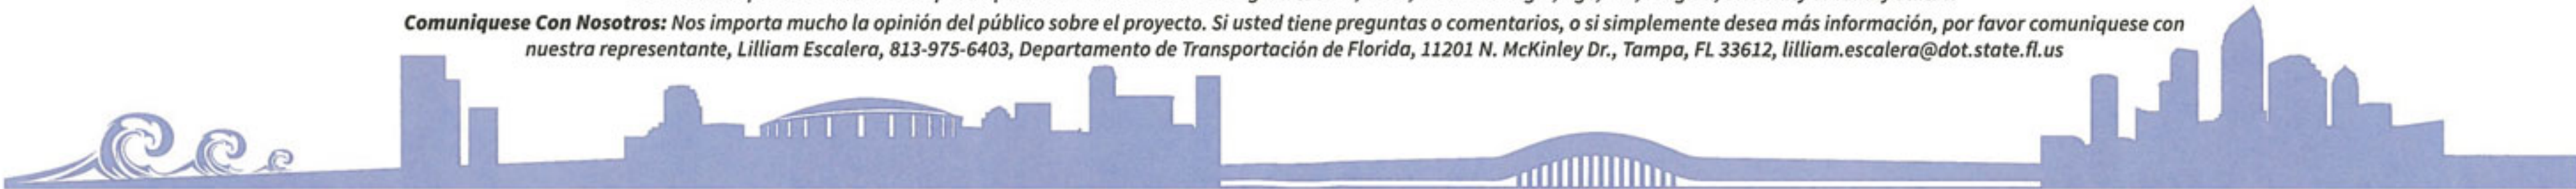 Comuniquese Con Nosotros: Nos importa mucho la opinión del público sobre el proyecto. Si usted tiene preguntas o comentarios, o si simplemente desea más información, por favor comuniquese con
nuestra representante, Lilliam Escalera, 813-975-6403, Departamento de Transportación de Florida, 11201 N. McKinley Dr., Tampa, FL 33612, lilliam.escalera@dot.state.fl.us